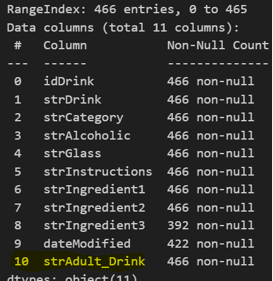 RangeIndex: 466 entries, 0 to 465
Data columns (total 11 columns):
# Column Non-Null Count
--- ------ --------------
0 idDrink 466 non-null
1 strDrink 466 non-null
2 strCategory 466 non-null
3 strAlcoholic 466 non-null
4 strGlass 466 non-null
5 strInstructions 466 non-null
6 strIngredient1 466 non-null
7 strIngredient2 466 non-null
8 strIngredient3 392 non-null
9 dateModified 422 non-null
10 strAdult_Drink 466 non-null
dtypes: object(11)